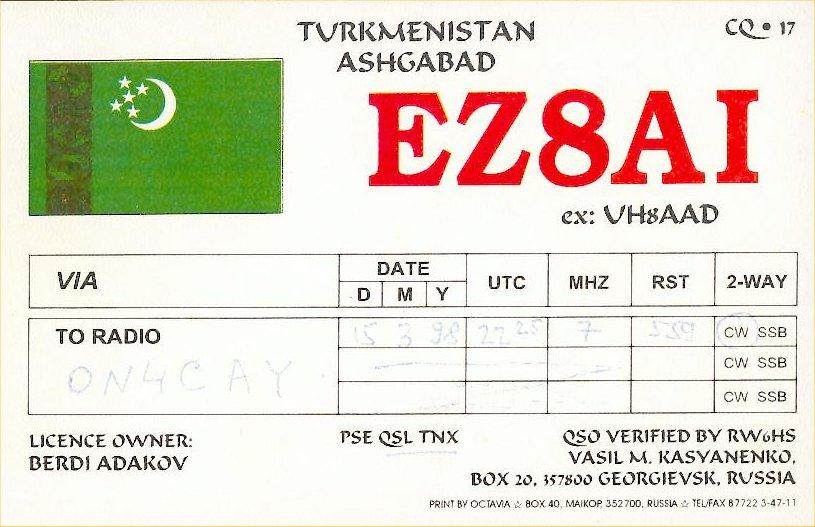 TURKMENISTAN
ASHGABAD
CQ • 17
EZ8AI
ex: UH8AAD
VIA
DATE
D M Y
UTC
MHZ
RST
2-WAY
TO RADIO
ON4CAY
15 3 98 22 25 7 559 CW SSB
CW SSB
CW SSB
LICENCE OWNER:
BERDI ADAKOV
PSE QSL TNX
QSO VERIFIED BY RW6HS
VASIL M. KASYANENKO,
BOX 20, 357800 GEORGIEVSK, RUSSIA
PRINT BY OCTAVIA ☆ BOX 40, MAIKOP, 352700, RUSSIA ☆ TEL/FAX 87722 3-47-11